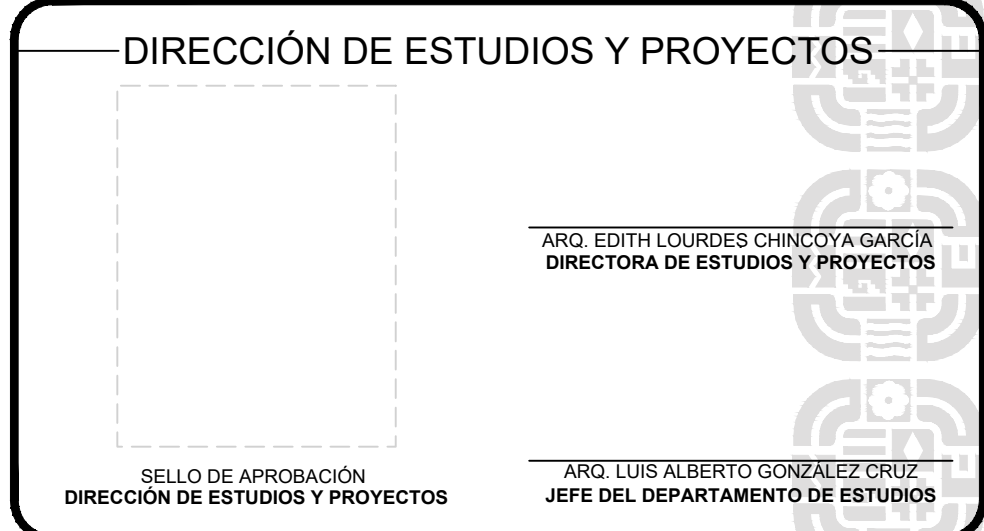 DIRECCIÓN DE ESTUDIOS Y PROYECTOS
ARQ. EDITH LOURDES CHINCOYA GARCÍA
DIRECTORA DE ESTUDIOS Y PROYECTOS
SELLO DE APROBACIÓN
DIRECCIÓN DE ESTUDIOS Y PROYECTOS
ARQ. LUIS ALBERTO GONZÁLEZ CRUZ
JEFE DEL DEPARTAMENTO DE ESTUDIOS